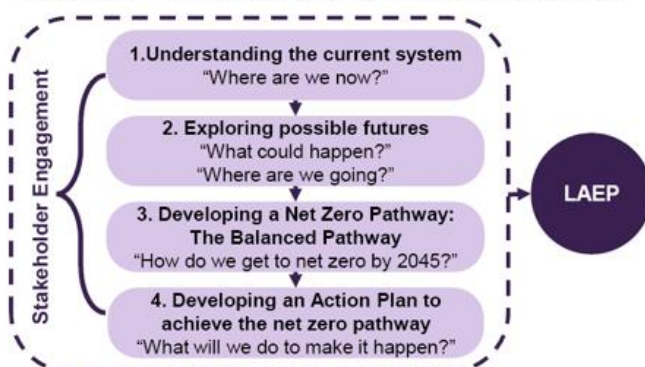 Stakeholder Engagement
1.Understanding the current system
“Where are we now?”
2. Exploring possible futures
“What could happen?”
“Where are we going?”
3. Developing a Net Zero Pathway:
The Balanced Pathway
“How do we get to net zero by 2045?”
4. Developing an Action Plan to
achieve the net zero pathway
“What will we do to make it happen?”
LAEP